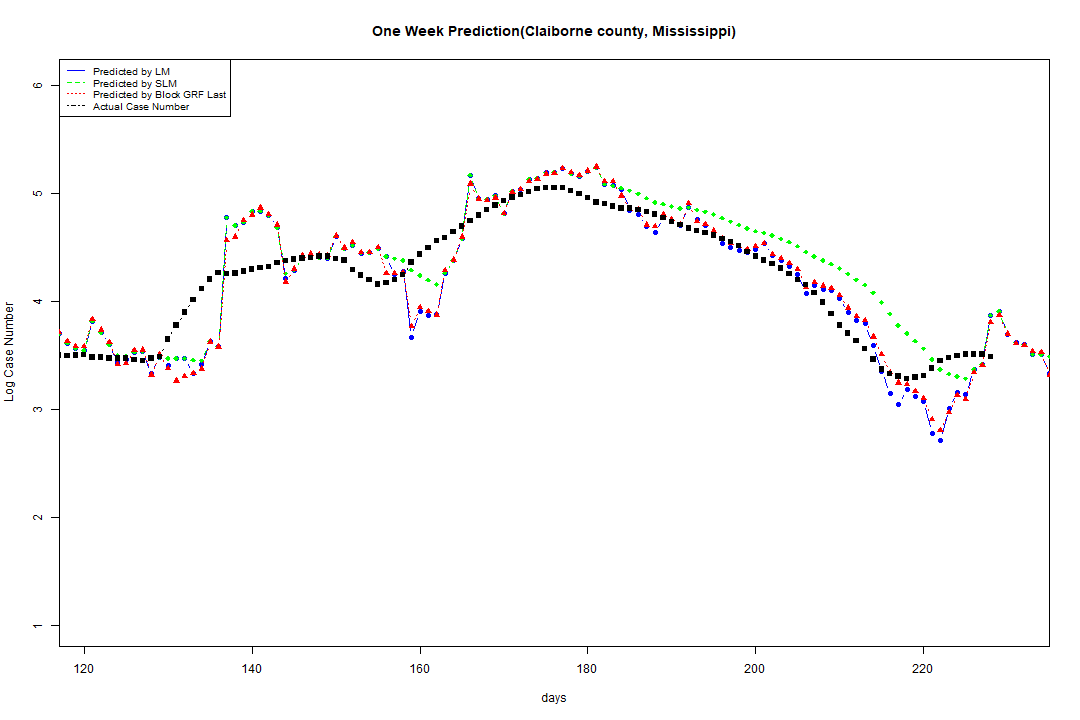 One Week Prediction(Claiborne county, Mississippi)
Predicted by LM
Predicted by SLM
Predicted by Block GRF Last
Actual Case Number
Log Case Number
6
5
4
3
2
1
120 140 160 180 200 220
days